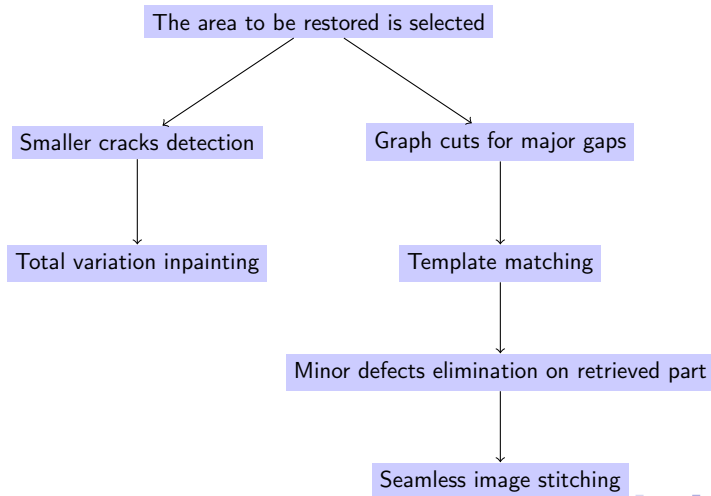 The area to be restored is selected
Smaller cracks detection
Graph cuts for major gaps
Total variation inpainting
Template matching
Minor defects elimination on retrieved part
Seamless image stitching